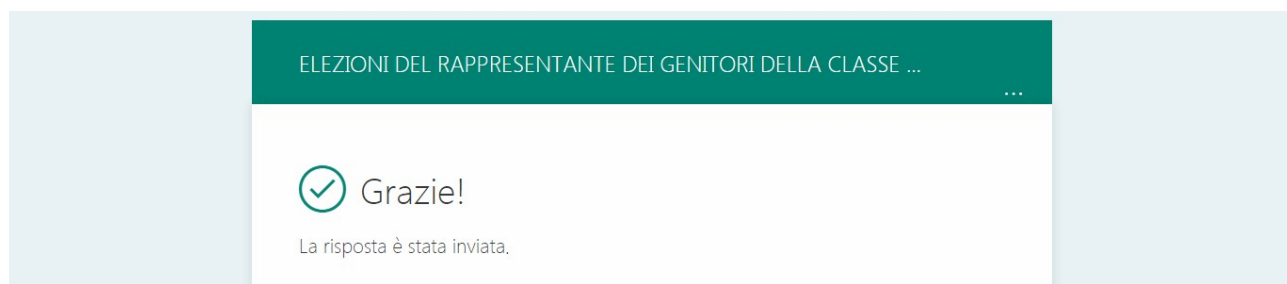 ELEZIONI DEL RAPPRESENTANTE DEI GENITORI DELLA CLASSE ...
...
Grazie!
La risposta è stata inviata.